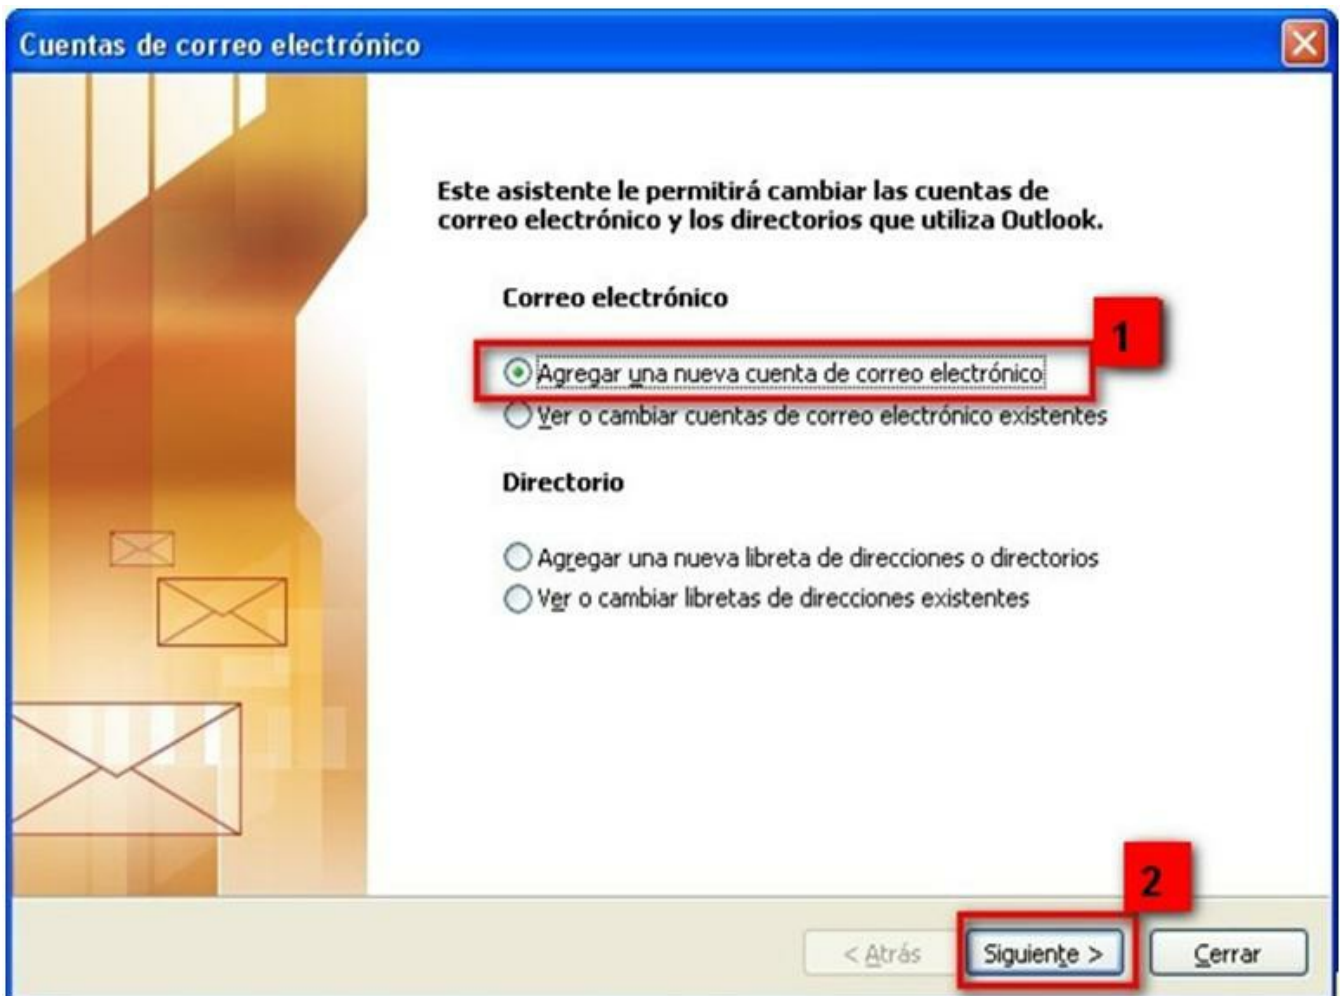 Cuentas de correo electrónico
Este asistente le permitirá cambiar las cuentas de
correo electrónico y los directorios que utiliza Outlook.
Correo electrónico
1
Agregar una nueva cuenta de correo electrónico
Ver o cambiar cuentas de correo electrónico existentes
Directorio
Agregar una nueva libreta de direcciones o directorios
Ver o cambiar libretas de direcciones existentes
2
< Atrás
Siguiente >
Cerrar